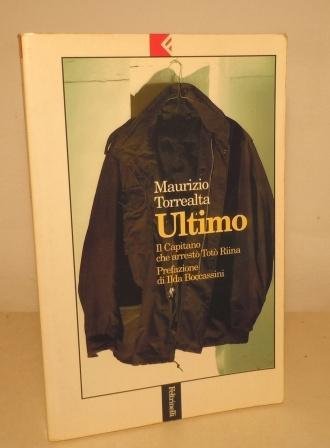 Maurizio
Torrealta
Ultimo
Il Capitano
che arrestò Totò Riina
Prefazione
di Ilda Boccassini
Feltrinelli